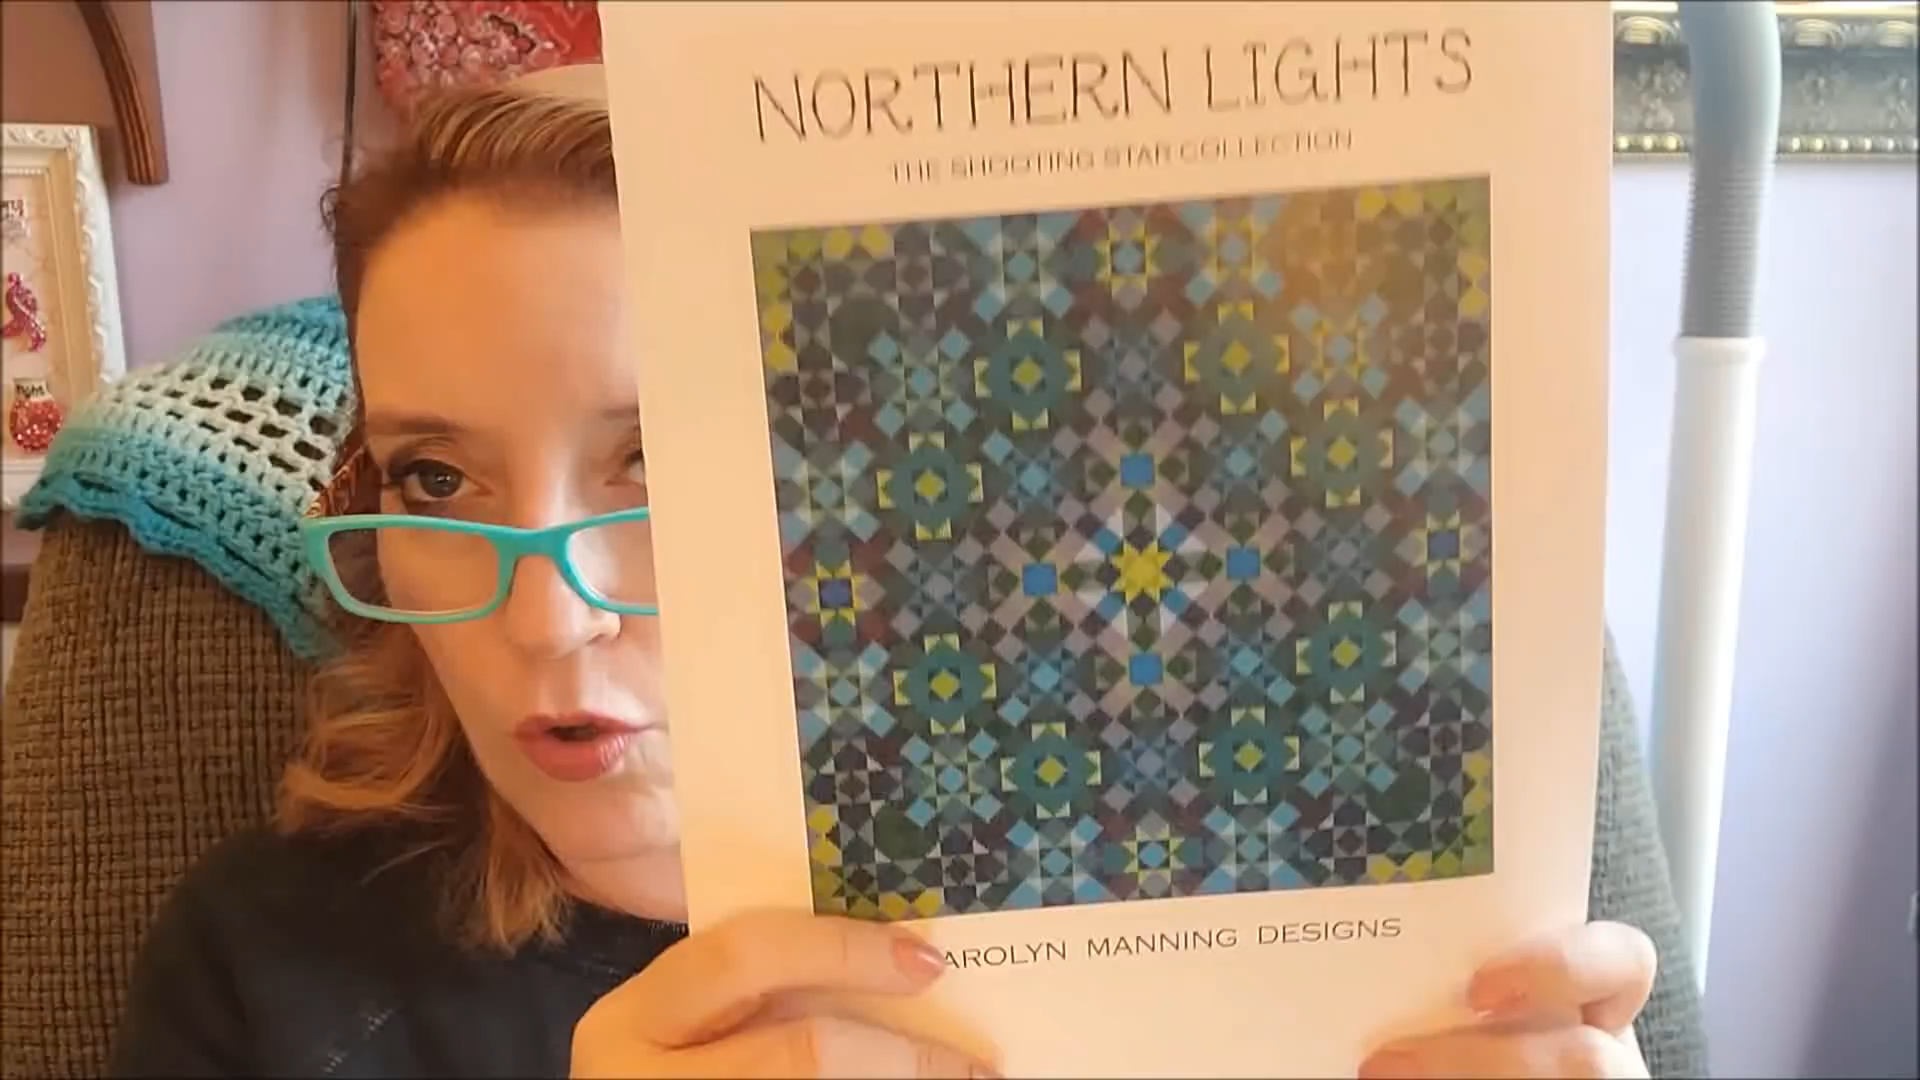 NORTHERN LIGHTS
THE SHOOTING STAR COLLECTION
AROLYN MANNING DESIGNS